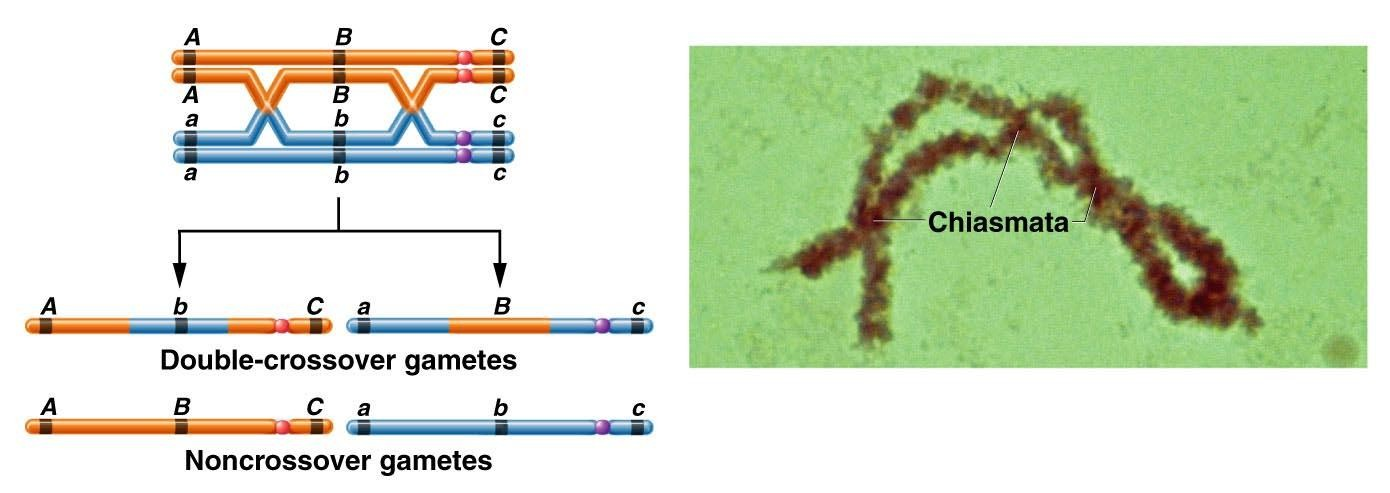 A B C
A B C
a b c
a b c
A b C a B c
Double-crossover gametes
A B C a b c
Noncrossover gametes
Chiasmata